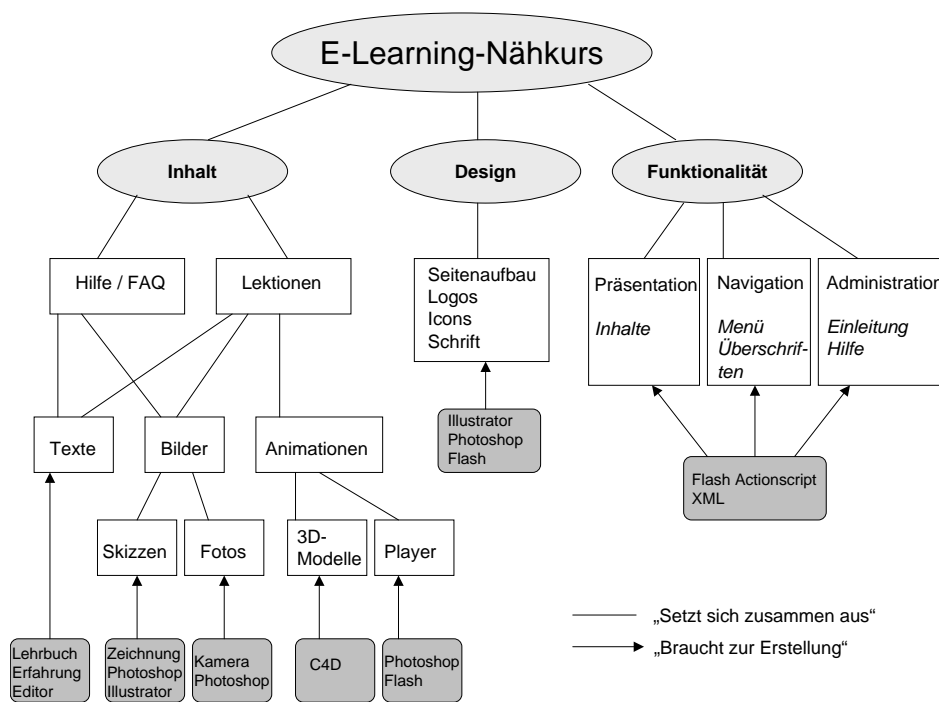 E-Learning-Nähkurs
Inhalt
Design
Funktionalität
Hilfe / FAQ
Lektionen
Seitenaufbau
Logos
Icons
Schrift
Präsentation
Inhalte
Navigation
Menü
Überschrif-
ten
Administration
Einleitung
Hilfe
Texte
Bilder
Animationen
Illustrator
Photoshop
Flash
Flash Actionscript
XML
Skizzen
Fotos
3D-
Modelle
Player
Lehrbuch
Erfahrung
Editor
Zeichnung
Photoshop
Illustrator
Kamera
Photoshop
C4D
Photoshop
Flash
„Setzt sich zusammen aus“
„Braucht zur Erstellung“